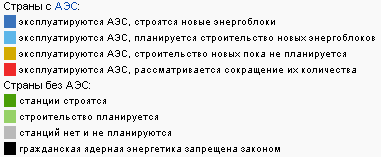 Страны с АЭС:
эксплуатируются АЭС, строятся новые энергоблоки
эксплуатируются АЭС, планируется строительство новых энергоблоков
эксплуатируются АЭС, строительство новых пока не планируется
эксплуатируются АЭС, рассматривается сокращение их количества
Страны без АЭС:
станции строятся
строительство планируется
станций нет и не планируются
гражданская ядерная энергетика запрещена законом